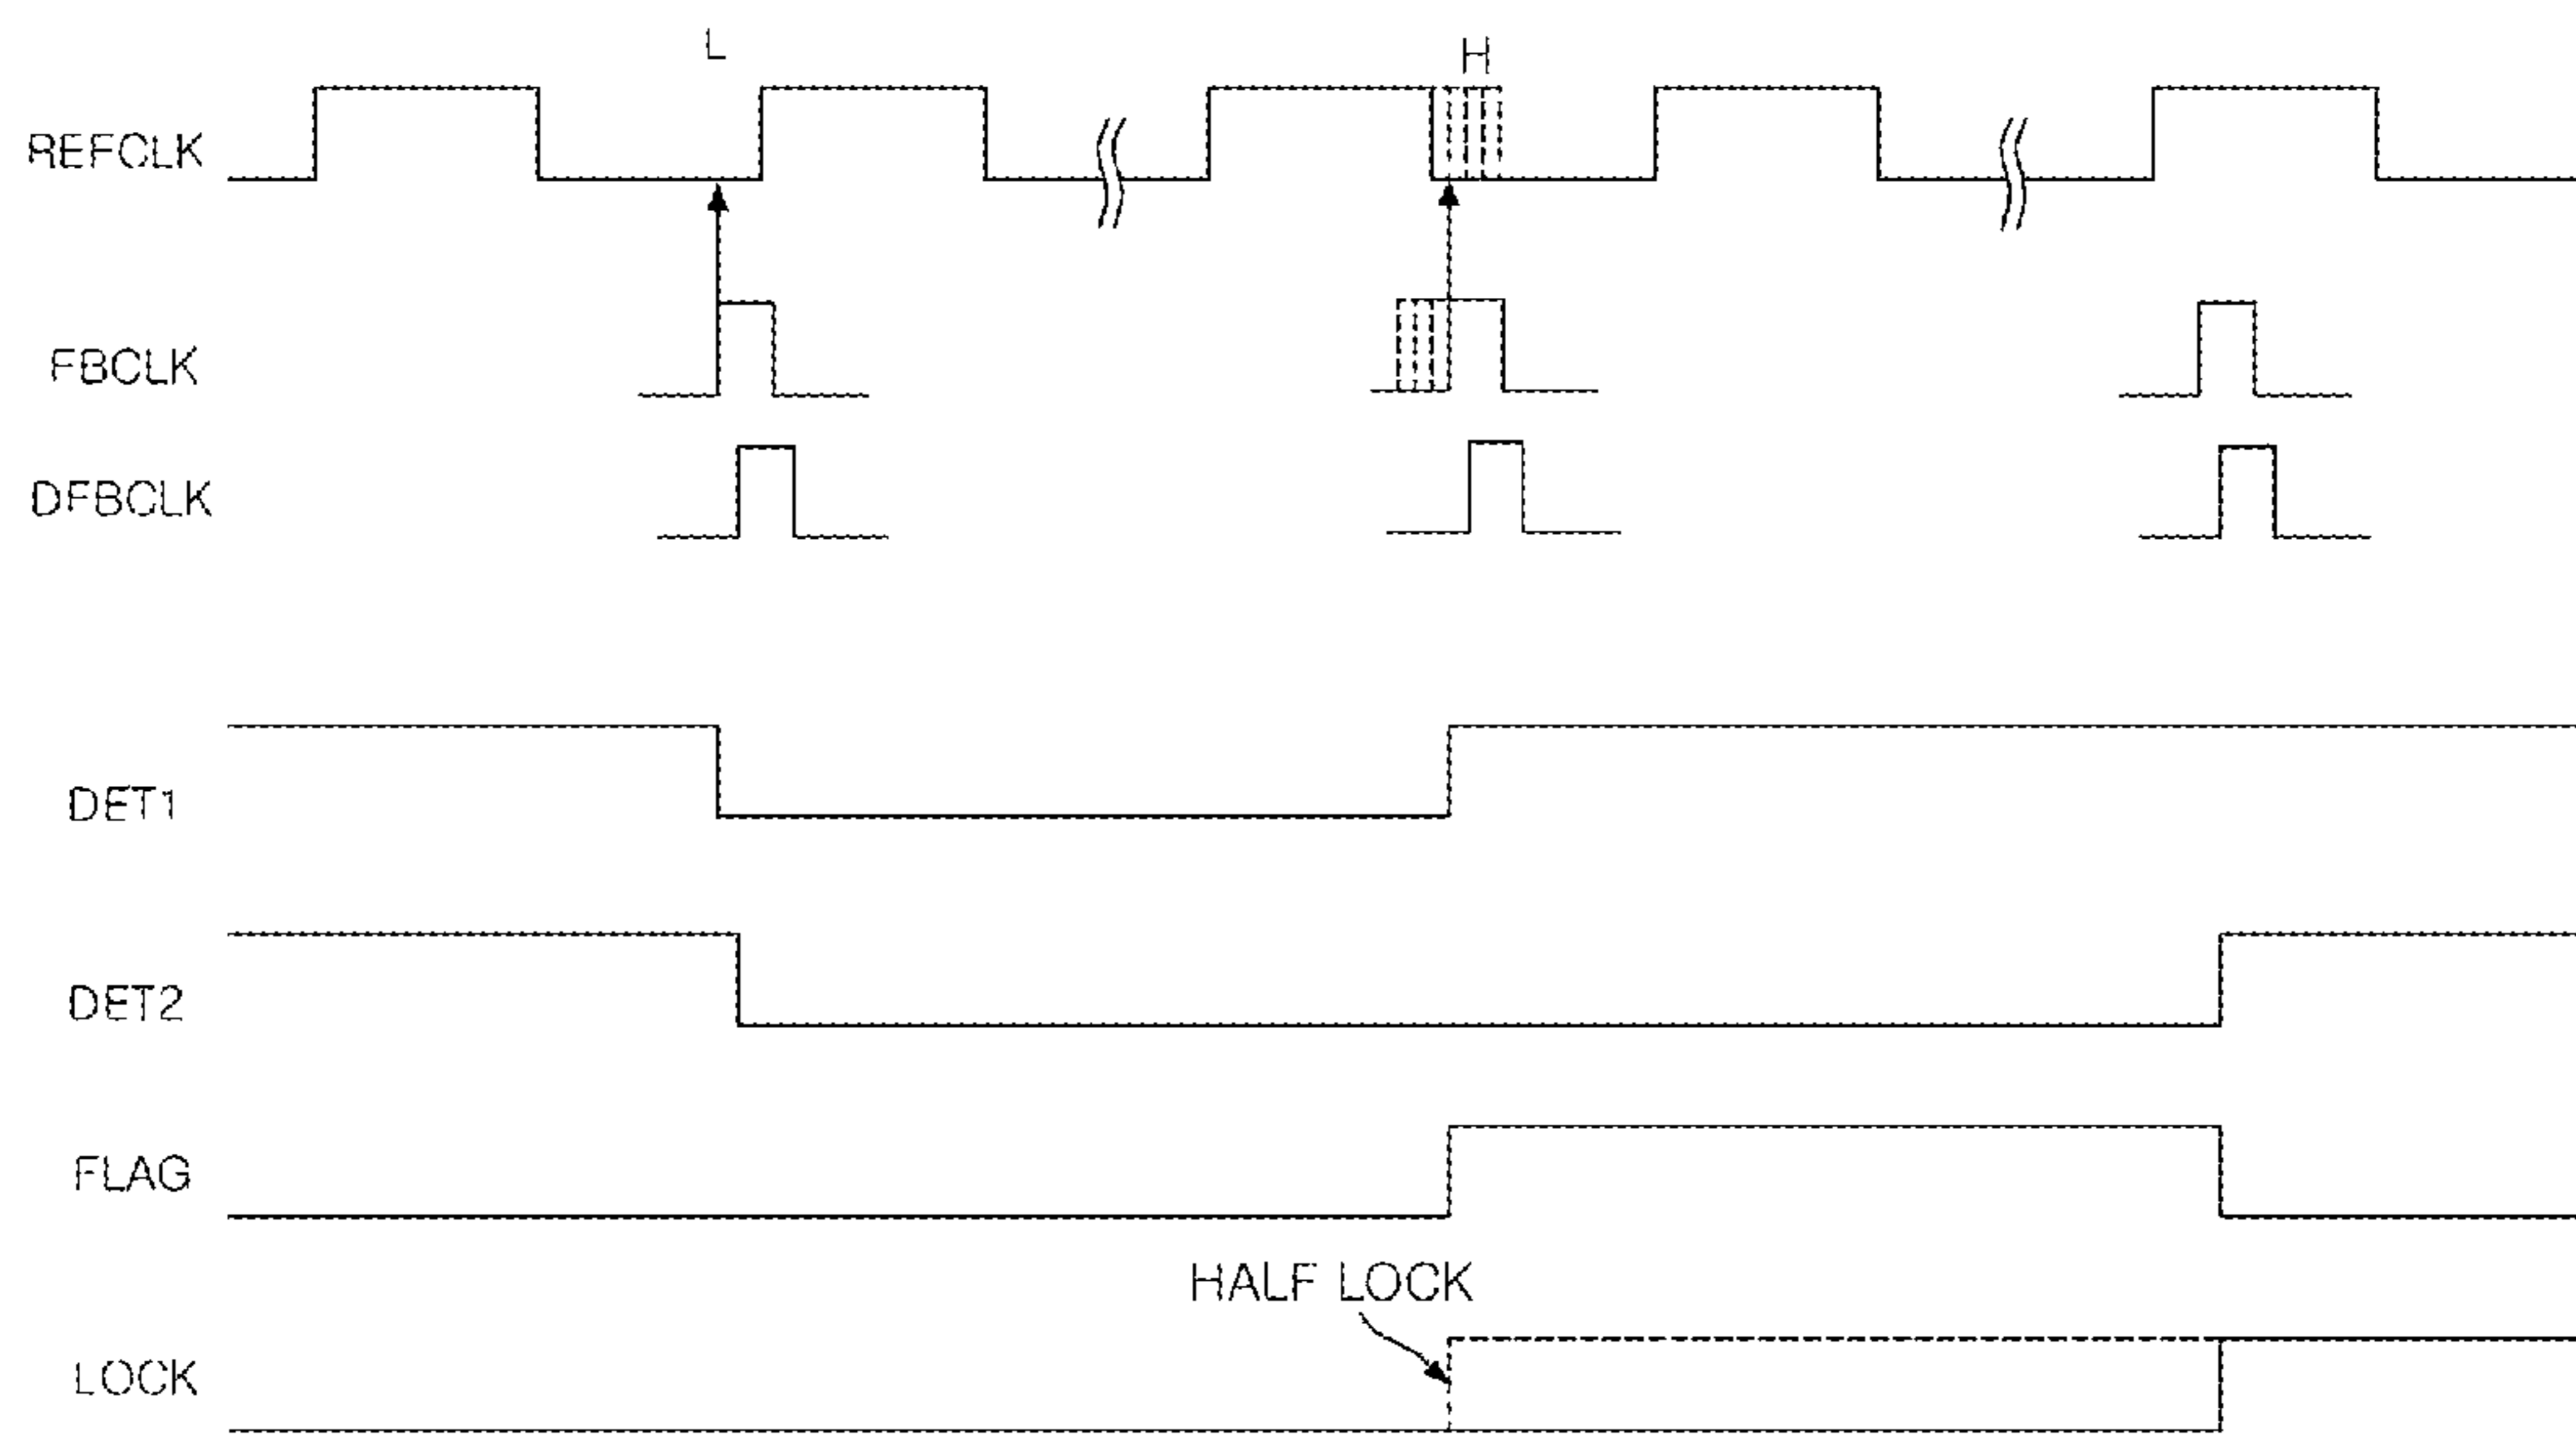 L
H
REFCLK
FBCLK
DFBCLK
DET1
DET2
FLAG
HALF LOCK
LOCK